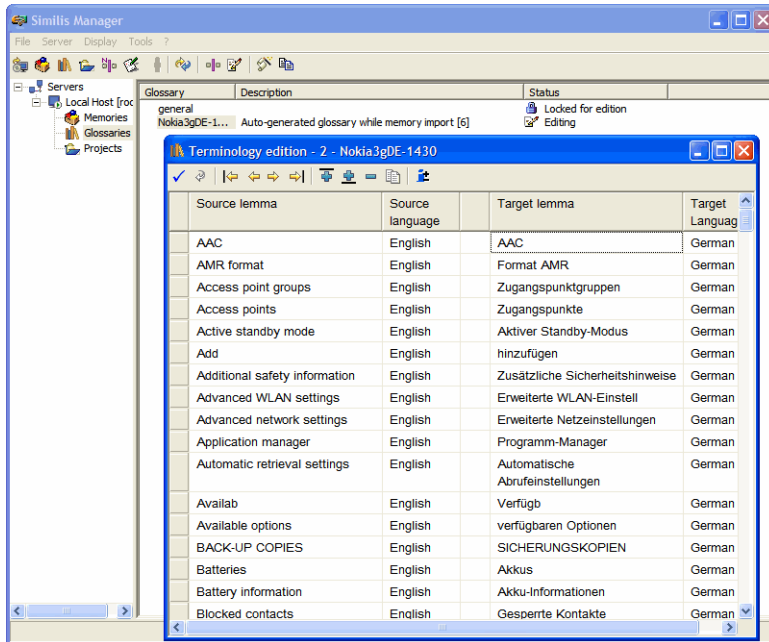 Similis Manager
File Server Display Tools ?
Servers
Local Host [roo
Memories
Glossaries
Projects
Glossary Description Status
general Locked for edition
Nokia3gDE-1... Auto-generated glossary while memory import [6] Editing
Terminology edition - 2 - Nokia3gDE-1430
Source lemma Source Target lemma Target
language Languag
AAC English AAC German
AMR format English Format AMR German
Access point groups English Zugangspunktgruppen German
Access points English Zugangspunkte German
Active standby mode English Aktiver Standby-Modus German
Add English hinzufügen German
Additional safety information English Zusätzliche Sicherheitshinweise German
Advanced WLAN settings English Erweiterte WLAN-Einstell German
Advanced network settings English Erweiterte Netzeinstellungen German
Application manager English Programm-Manager German
Automatic retrieval settings English Automatische German
Abrufeinstellungen
Availab English Verfügb German
Available options English verfügbaren Optionen German
BACK-UP COPIES English SICHERUNGSKOPIEN German
Batteries English Akkus German
Battery information English Akku-Informationen German
Blocked contacts English Gesperrte Kontakte German